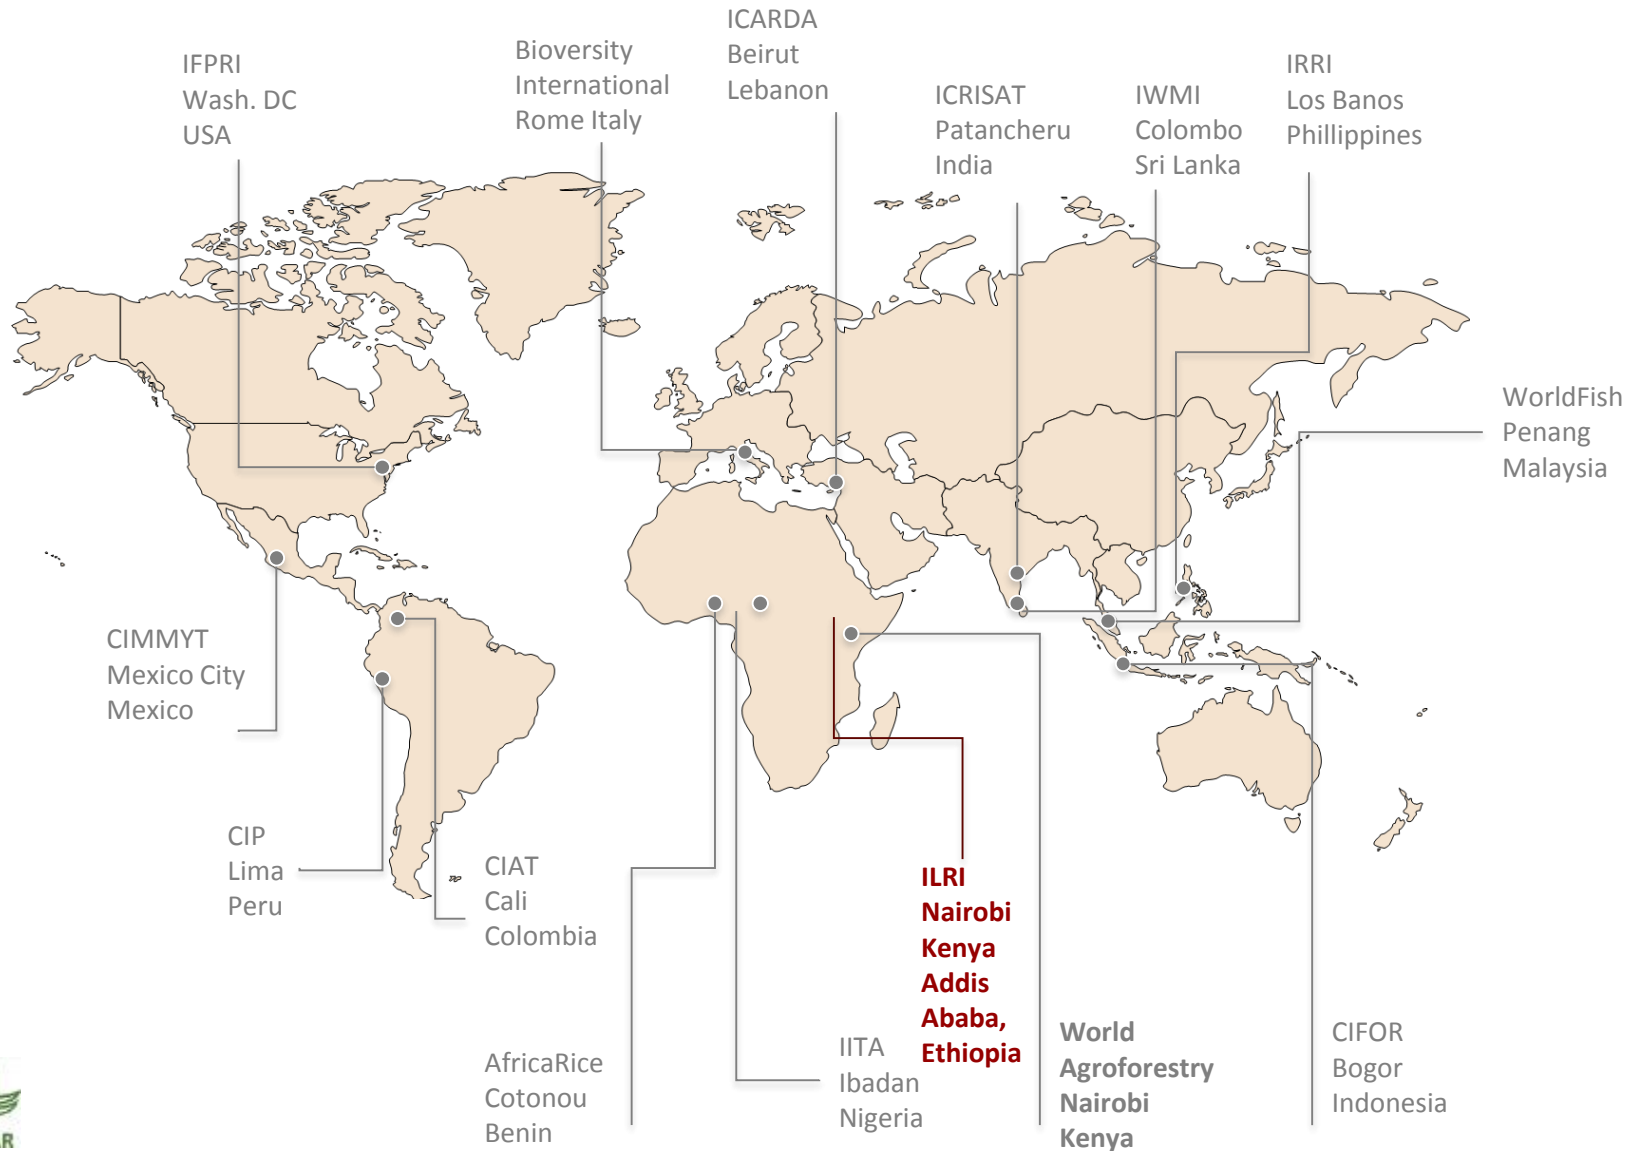 IFPRI
Wash. DC
USA
Bioversity
International
Rome Italy
ICARDA
Beirut
Lebanon
ICRISAT
Patancheru
India
IWMI
Colombo
Sri Lanka
IRRI
Los Banos
Phillippines
WorldFish
Penang
Malaysia
CIMMYT
Mexico City
Mexico
CIP
Lima
Peru
CIAT
Cali
Colombia
AfricaRice
Cotonou
Benin
IITA
Ibadan
Nigeria
ILRI
Nairobi
Kenya
Addis
Ababa,
Ethiopia
World
Agroforestry
Nairobi
Kenya
CIFOR
Bogor
Indonesia